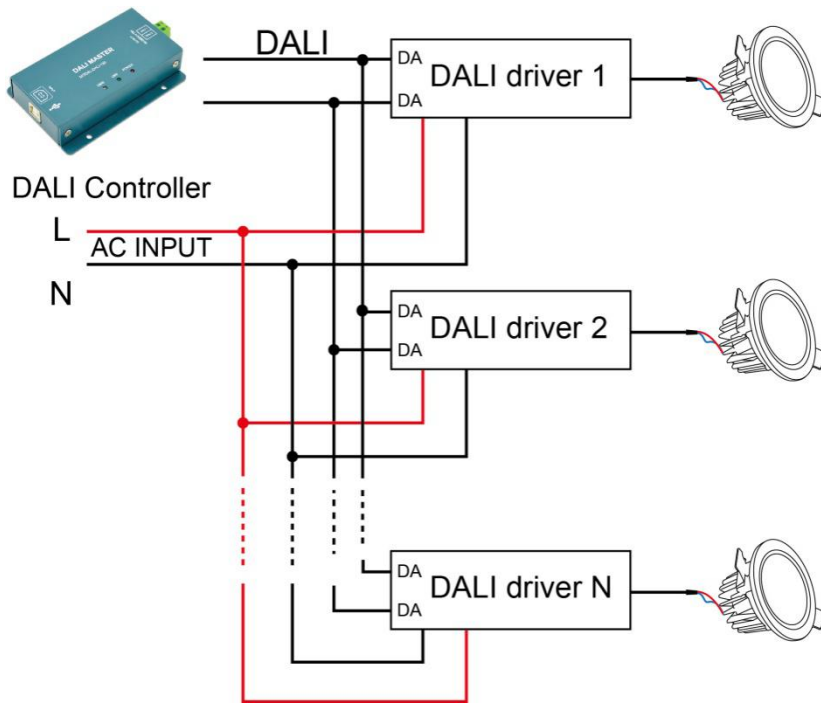 DALI MASTER
DALI
DA
DA
DALI driver 1
DALI Controller
L
AC INPUT
N
DA
DA
DALI driver 2
DA
DA
DALI driver N